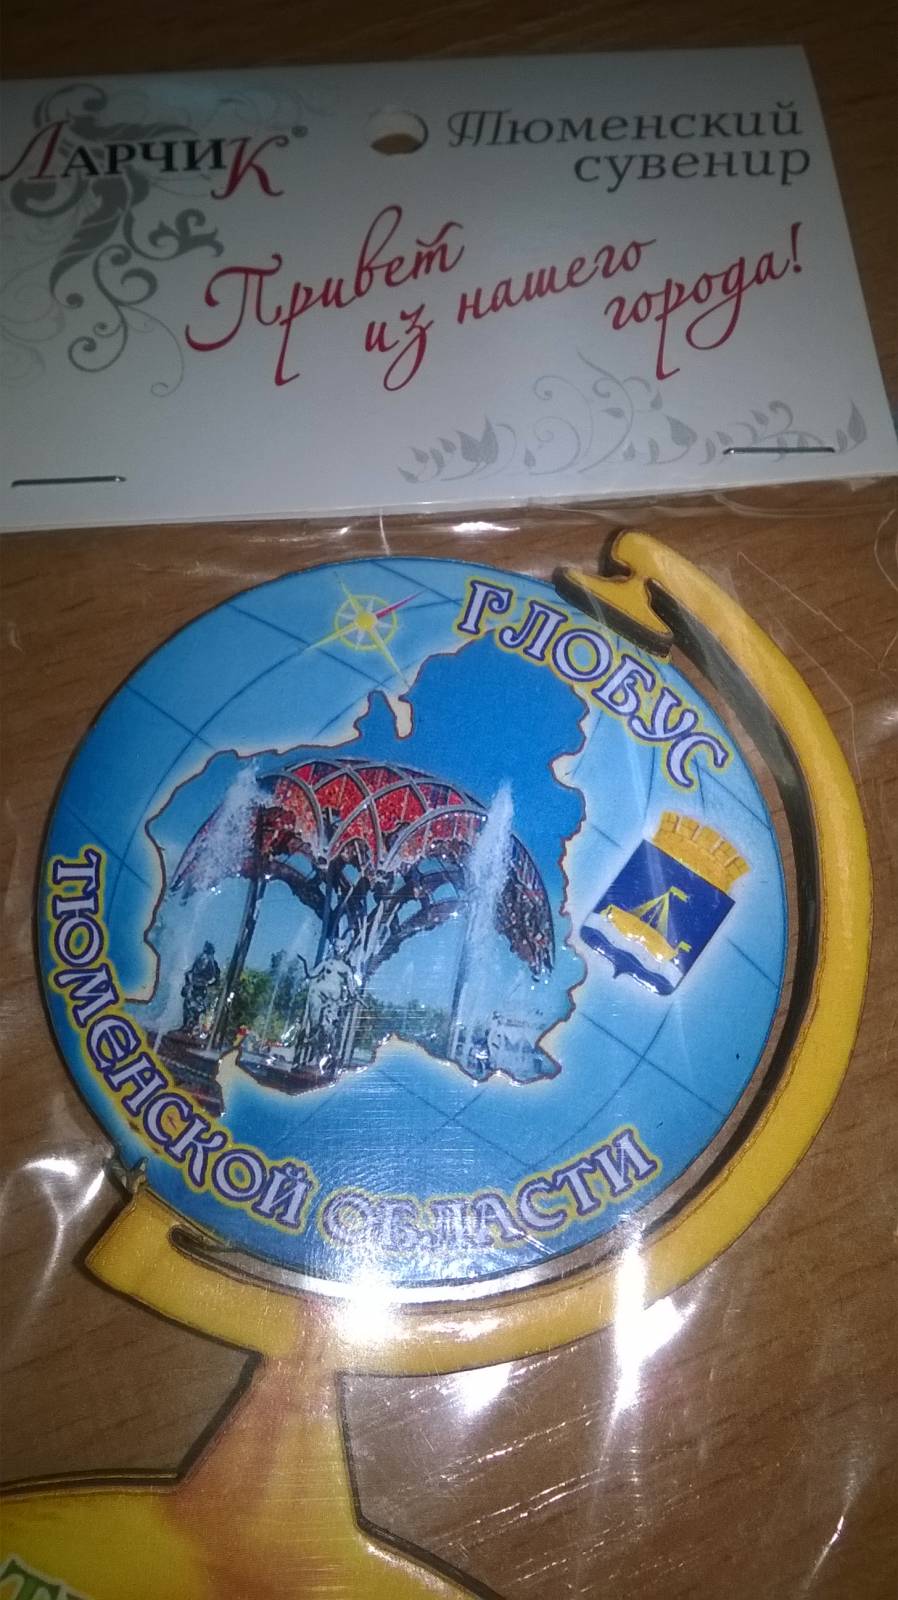 ЛАРЧИК®
Тюменский
сувенир
Привет
из нашего
города!
ГЛОБУС
ТЮМЕНСКОЙ ОБЛАСТИ